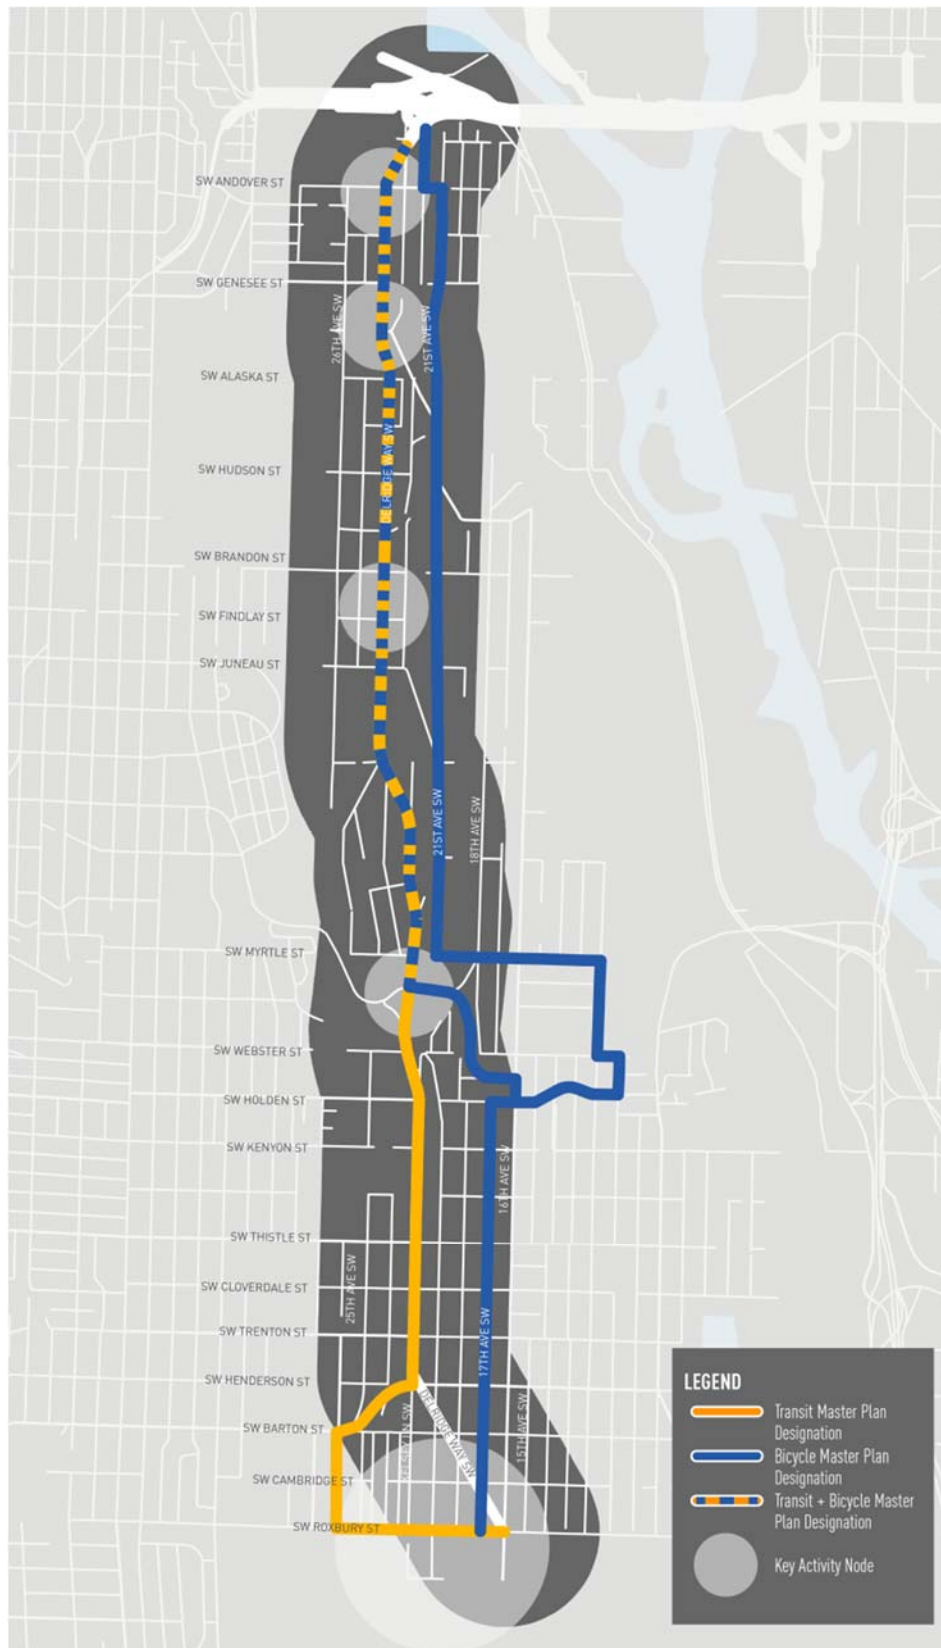 SW ANDOVER ST
SW GENESEE ST
26TH AVE SW
21ST AVE SW
SW ALASKA ST
DELRIDGE WAY SW
SW HUDSON ST
SW BRANDON ST
SW FINDLAY ST
SW JUNEAU ST
21ST AVE SW
18TH AVE SW
SW MYRTLE ST
SW WEBSTER ST
SW HOLDEN ST
SW KENYON ST
16TH AVE SW
SW THISTLE ST
25TH AVE SW
SW CLOVERDALE ST
SW TRENTON ST
17TH AVE SW
SW HENDERSON ST
DELRIDGE WAY SW
15TH AVE SW
SW BARTON ST
SW
SW CAMBRIDGE ST
SW ROXBURY ST
LEGEND
Transit Master Plan
Designation
Bicycle Master Plan
Designation
Transit + Bicycle Master
Plan Designation
Key Activity Node